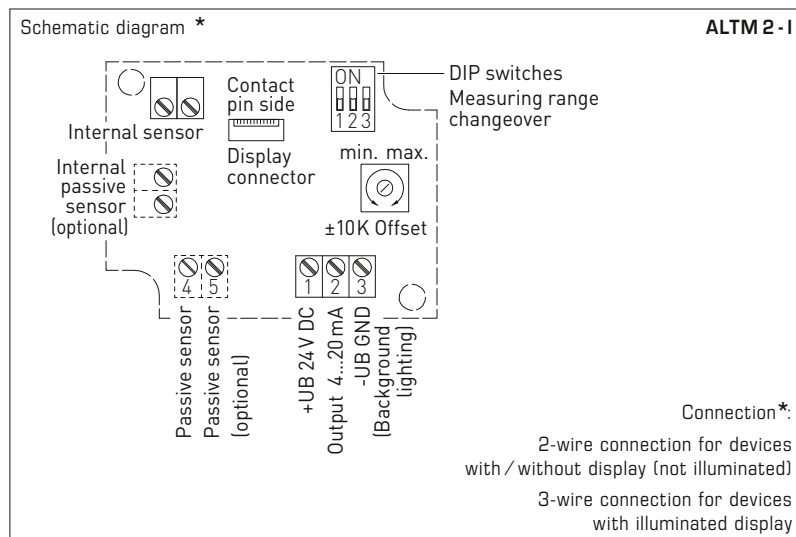 Schematic diagram *
ALTM 2 - I
ON
1 2 3
DIP switches
Measuring range
changeover
Contact
pin side
Internal sensor
Display
connector
min. max.
±10K Offset
Internal
passive
sensor
(optional)
4 5
1 2 3
Passive sensor
Passive sensor
(optional)
+UB 24 V DC
Output 4...20 mA
-UB GND
(Background
lighting)
Connection*:
2-wire connection for devices
with / without display (not illuminated)
3-wire connection for devices
with illuminated display